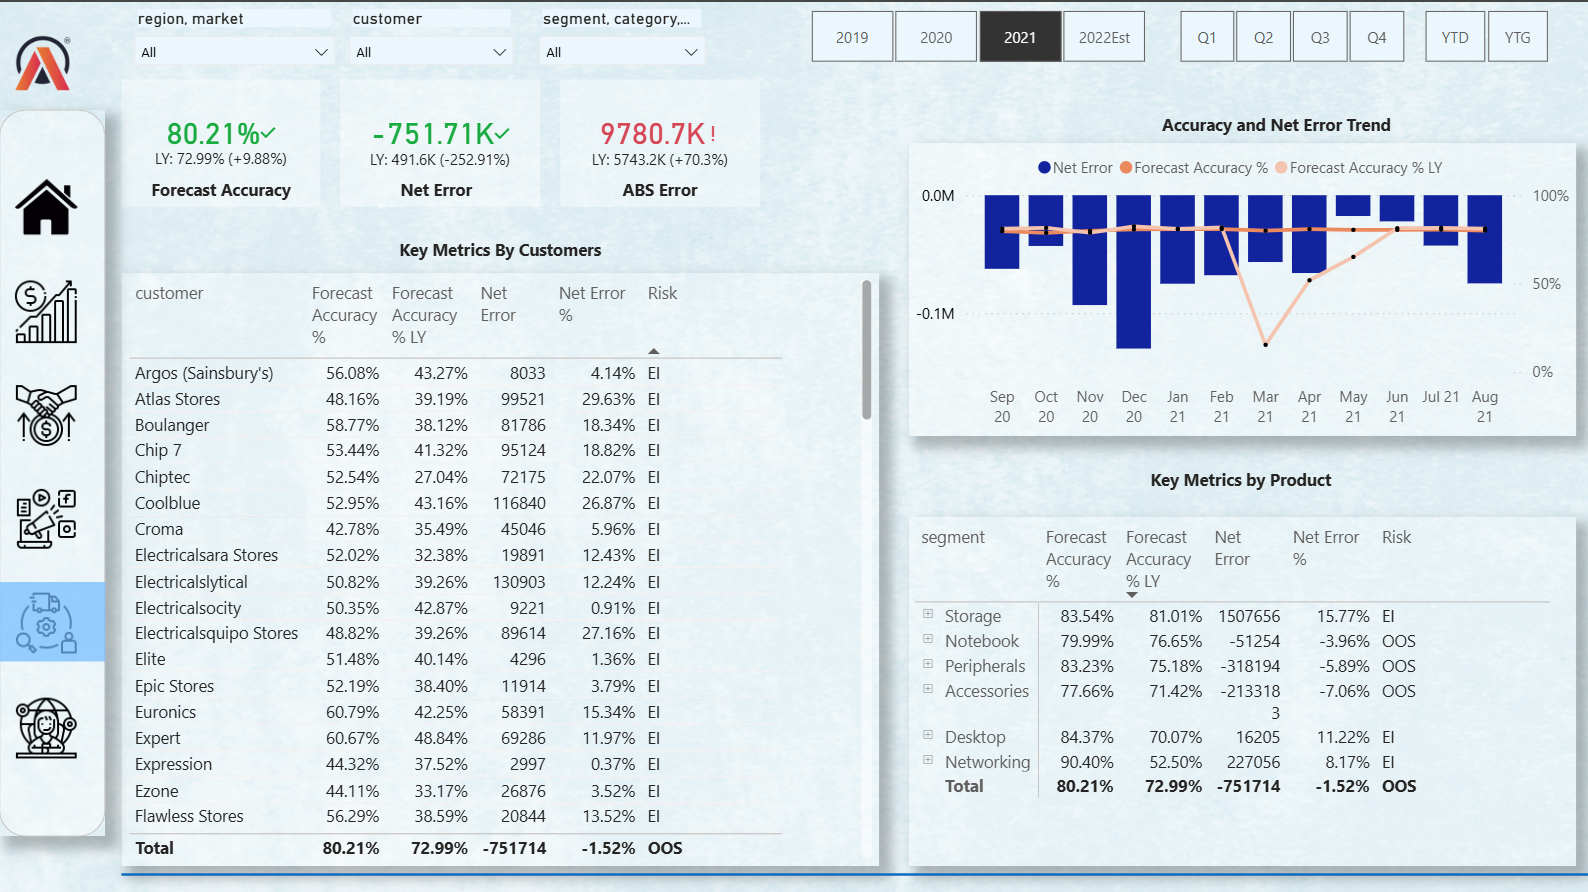 region, market
customer
segment, category,...
All
All
All
2019
2020
2021
2022Est
Q1
Q2
Q3
Q4
YTD
YTG
®
80.21%
LY: 72.99% (+9.88%)
Forecast Accuracy
-751.71K
LY: 491.6K (-252.91%)
Net Error
9780.7K!
LY: 5743.2K (+70.3%)
ABS Error
Accuracy and Net Error Trend
Net Error Forecast Accuracy % Forecast Accuracy % LY
0.0M
-0.1M
100%
50%
0%
Sep 20
Oct 20
Nov 20
Dec 20
Jan 21
Feb 21
Mar 21
Apr 21
May 21
Jun 21
Jul 21
Aug 21
Key Metrics By Customers
customer Forecast Accuracy % Forecast Accuracy % LY Net Error Net Error % Risk
Argos (Sainsbury's) 56.08% 43.27% 8033 4.14% EI
Atlas Stores 48.16% 39.19% 99521 29.63% EI
Boulanger 58.77% 38.12% 81786 18.34% EI
Chip 7 53.44% 41.32% 95124 18.82% EI
Chiptec 52.54% 27.04% 72175 22.07% EI
Coolblue 52.95% 43.16% 116840 26.87% EI
Croma 42.78% 35.49% 45046 5.96% EI
Electricalsara Stores 52.02% 32.38% 19891 12.43% EI
Electricalslytical 50.82% 39.26% 130903 12.24% EI
Electricalsocity 50.35% 42.87% 9221 0.91% EI
Electricalsquipo Stores 48.82% 39.26% 89614 27.16% EI
Elite 51.48% 40.14% 4296 1.36% EI
Epic Stores 52.19% 38.40% 11914 3.79% EI
Euronics 60.79% 42.25% 58391 15.34% EI
Expert 60.67% 48.84% 69286 11.97% EI
Expression 44.32% 37.52% 2997 0.37% EI
Ezone 44.11% 33.17% 26876 3.52% EI
Flawless Stores 56.29% 38.59% 20844 13.52% EI
Total 80.21% 72.99% -751714 -1.52% OOS
Key Metrics by Product
segment Forecast Accuracy % Forecast Accuracy % LY Net Error Net Error % Risk
Storage 83.54% 81.01% 1507656 15.77% EI
Notebook 79.99% 76.65% -51254 -3.96% OOS
Peripherals 83.23% 75.18% -318194 -5.89% OOS
Accessories 77.66% 71.42% -213318 -7.06% OOS
3
Desktop 84.37% 70.07% 16205 11.22% EI
Networking 90.40% 52.50% 227056 8.17% EI
Total 80.21% 72.99% -751714 -1.52% OOS